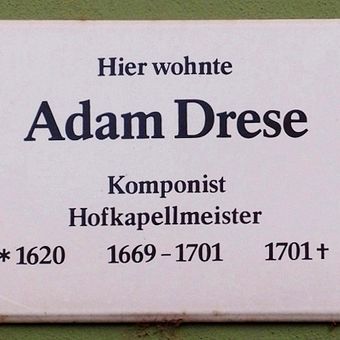 Hier wohnte
Adam Drese
Komponist
Hofkapellmeister
* 1620 1669 – 1701 1701 †